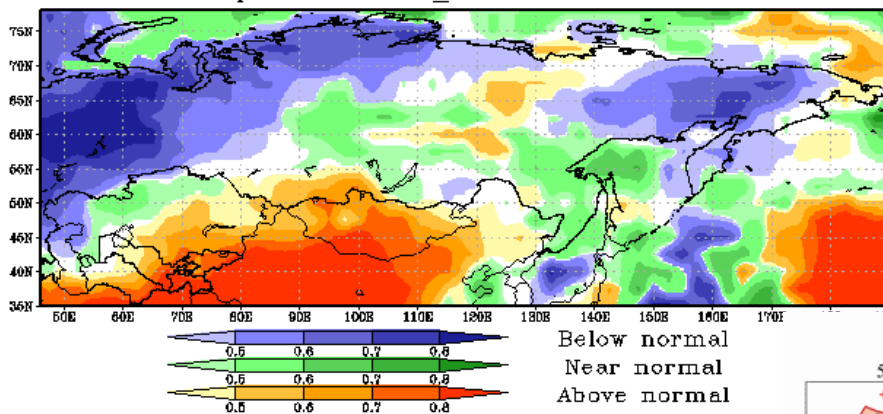 75N
70N
65N
60N
55N
50N
45N
40N
35N
50E 60E 70E 80E 90E 100E 110E 120E 130E 140E 150E 160E
0.5 0.6 0.7 0.8 Below normal
0.5 0.6 0.7 0.8 Near normal
0.5 0.6 0.7 0.8 Above normal
5